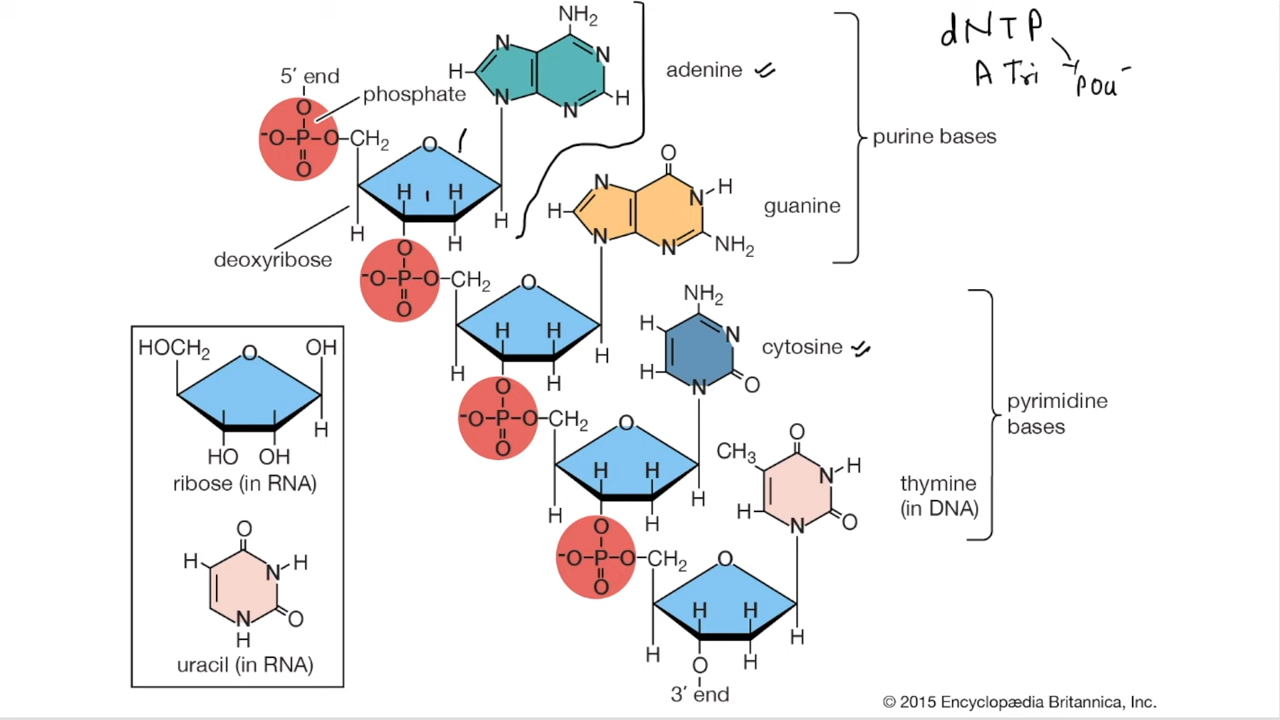 dNTP
A Tri PO4⁻
NH₂
N
N
H
N
N
H
adenine
5′ end
phosphate
O
⁻O–P–O–CH₂
O
O
H
H
H
H
H
deoxyribose
purine bases
O
N
N
H
H
N
N
NH₂
guanine
O
⁻O–P–O–CH₂
O
O
H
H
H
H
H
NH₂
H
N
H
N
O
cytosine
pyrimidine
bases
O
⁻O–P–O–CH₂
O
O
H
H
H
H
H
O
CH₃
N
H
H
N
O
thymine
(in DNA)
O
⁻O–P–O–CH₂
O
O
H
H
H
H
H
O
3′ end
HOCH₂
O
OH
H
HO OH
ribose (in RNA)
O
H
N
H
N
O
H
uracil (in RNA)
© 2015 Encyclopædia Britannica, Inc.